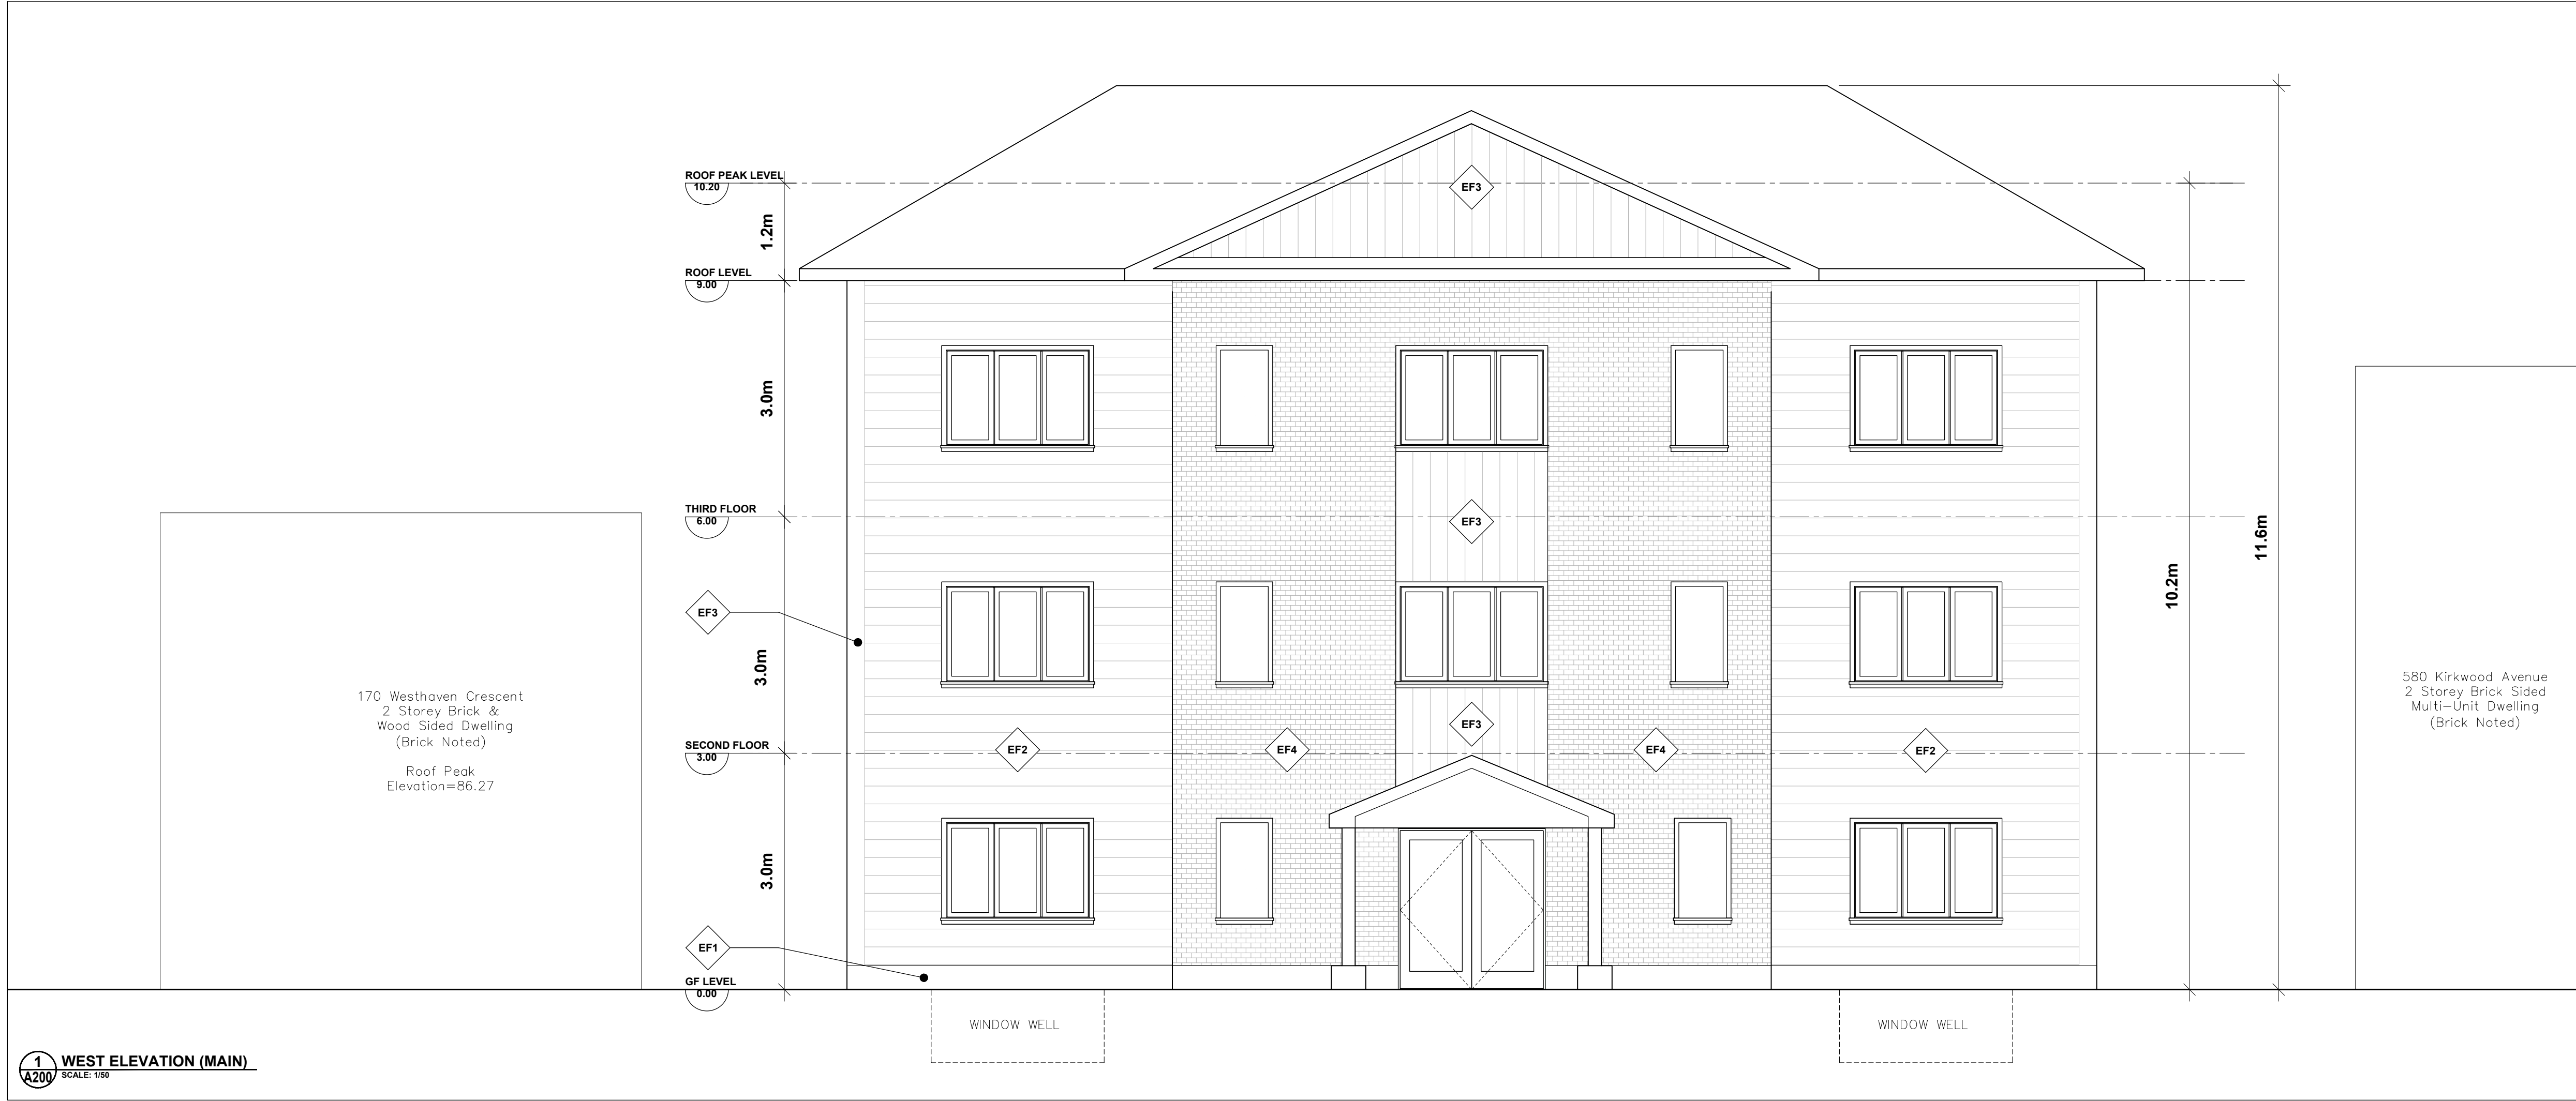 ROOF PEAK LEVEL
10.20
EF3
1.2m
ROOF LEVEL
9.00
3.0m
THIRD FLOOR
6.00
EF3
11.6m
10.2m
EF3
3.0m
170 Westhaven Crescent
2 Storey Brick &
Wood Sided Dwelling
(Brick Noted)
Roof Peak
Elevation=86.27
580 Kirkwood Avenue
2 Storey Brick Sided
Multi-Unit Dwelling
(Brick Noted)
EF3
SECOND FLOOR
3.00
EF2
EF4
EF4
EF2
3.0m
EF1
GF LEVEL
0.00
WINDOW WELL
WINDOW WELL
1
A200
WEST ELEVATION (MAIN)
SCALE: 1/50